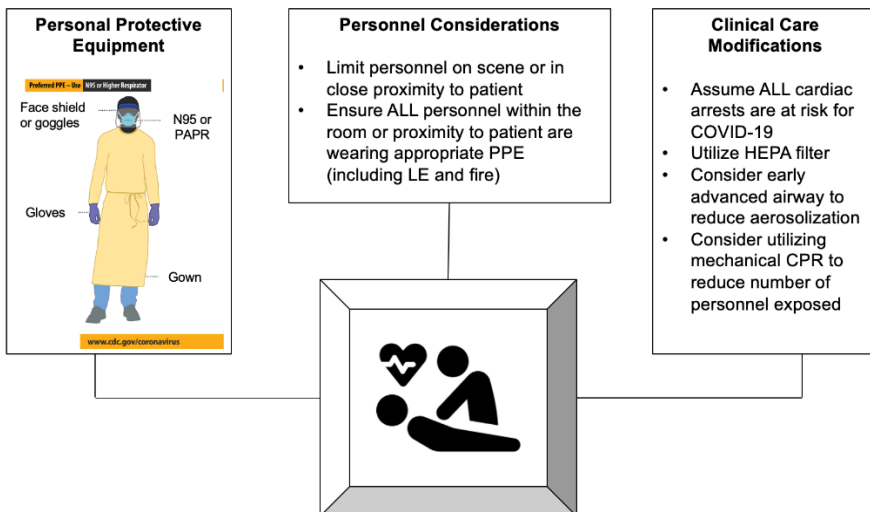 Personal Protective
Equipment
Preferred PPE – Use N95 or Higher Respirator
Face shield
or goggles
N95 or
PAPR
Gloves
Gown
www.cdc.gov/coronavirus
Personnel Considerations
• Limit personnel on scene or in
close proximity to patient
• Ensure ALL personnel within the
room or proximity to patient are
wearing appropriate PPE
(including LE and fire)
Clinical Care
Modifications
• Assume ALL cardiac
arrests are at risk for
COVID-19
• Utilize HEPA filter
• Consider early
advanced airway to
reduce aerosolization
• Consider utilizing
mechanical CPR to
reduce number of
personnel exposed